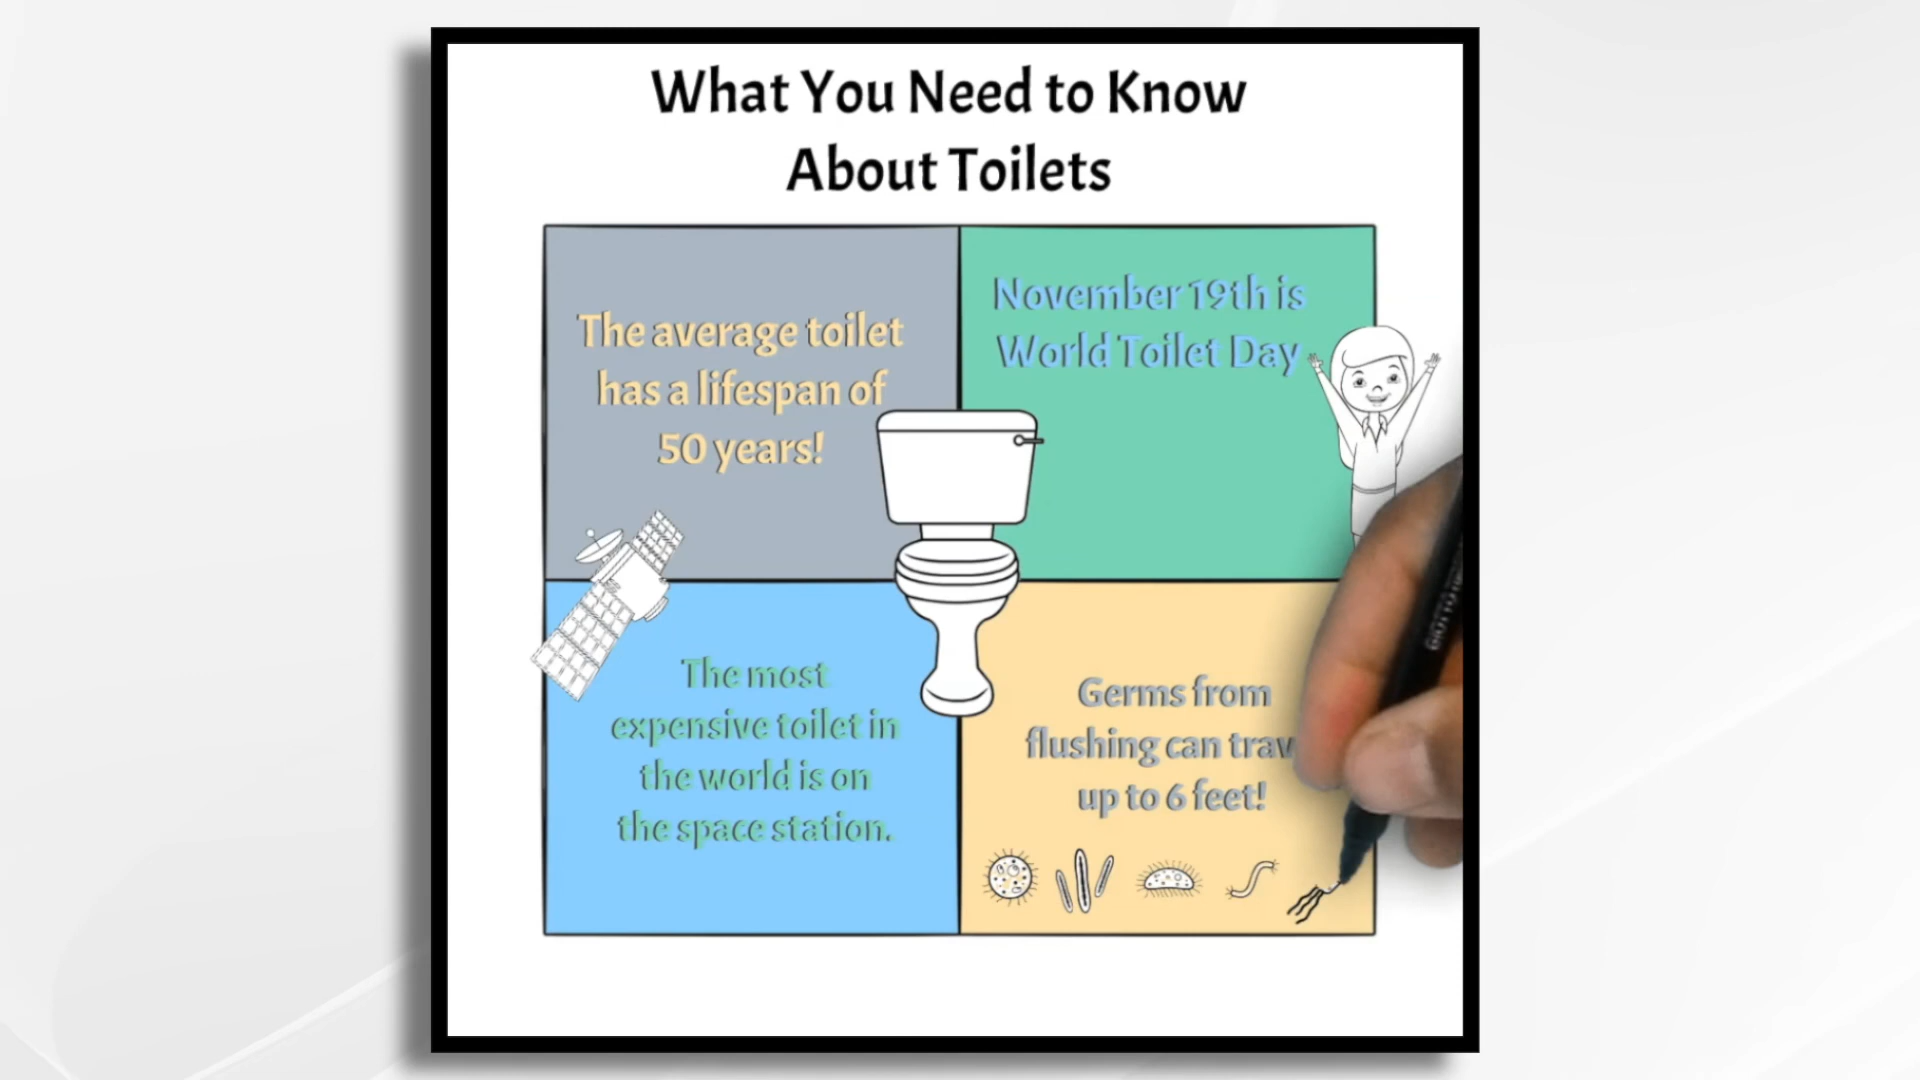 What You Need to Know
About Toilets
The average toilet
has a lifespan of
50 years!
November 19th is
World Toilet Day
The most
expensive toilet in
the world is on
the space station.
Germs from
flushing can trav
up to 6 feet!